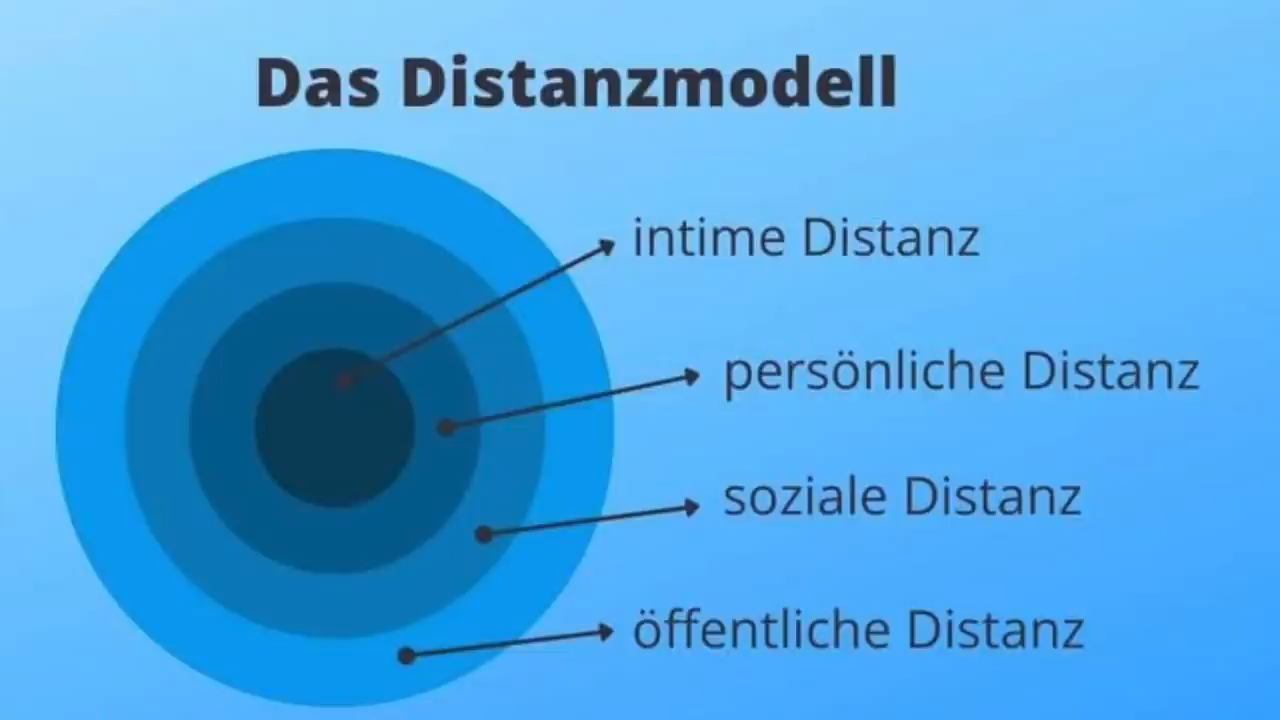 Das Distanzmodell
intime Distanz
persönliche Distanz
soziale Distanz
öffentliche Distanz